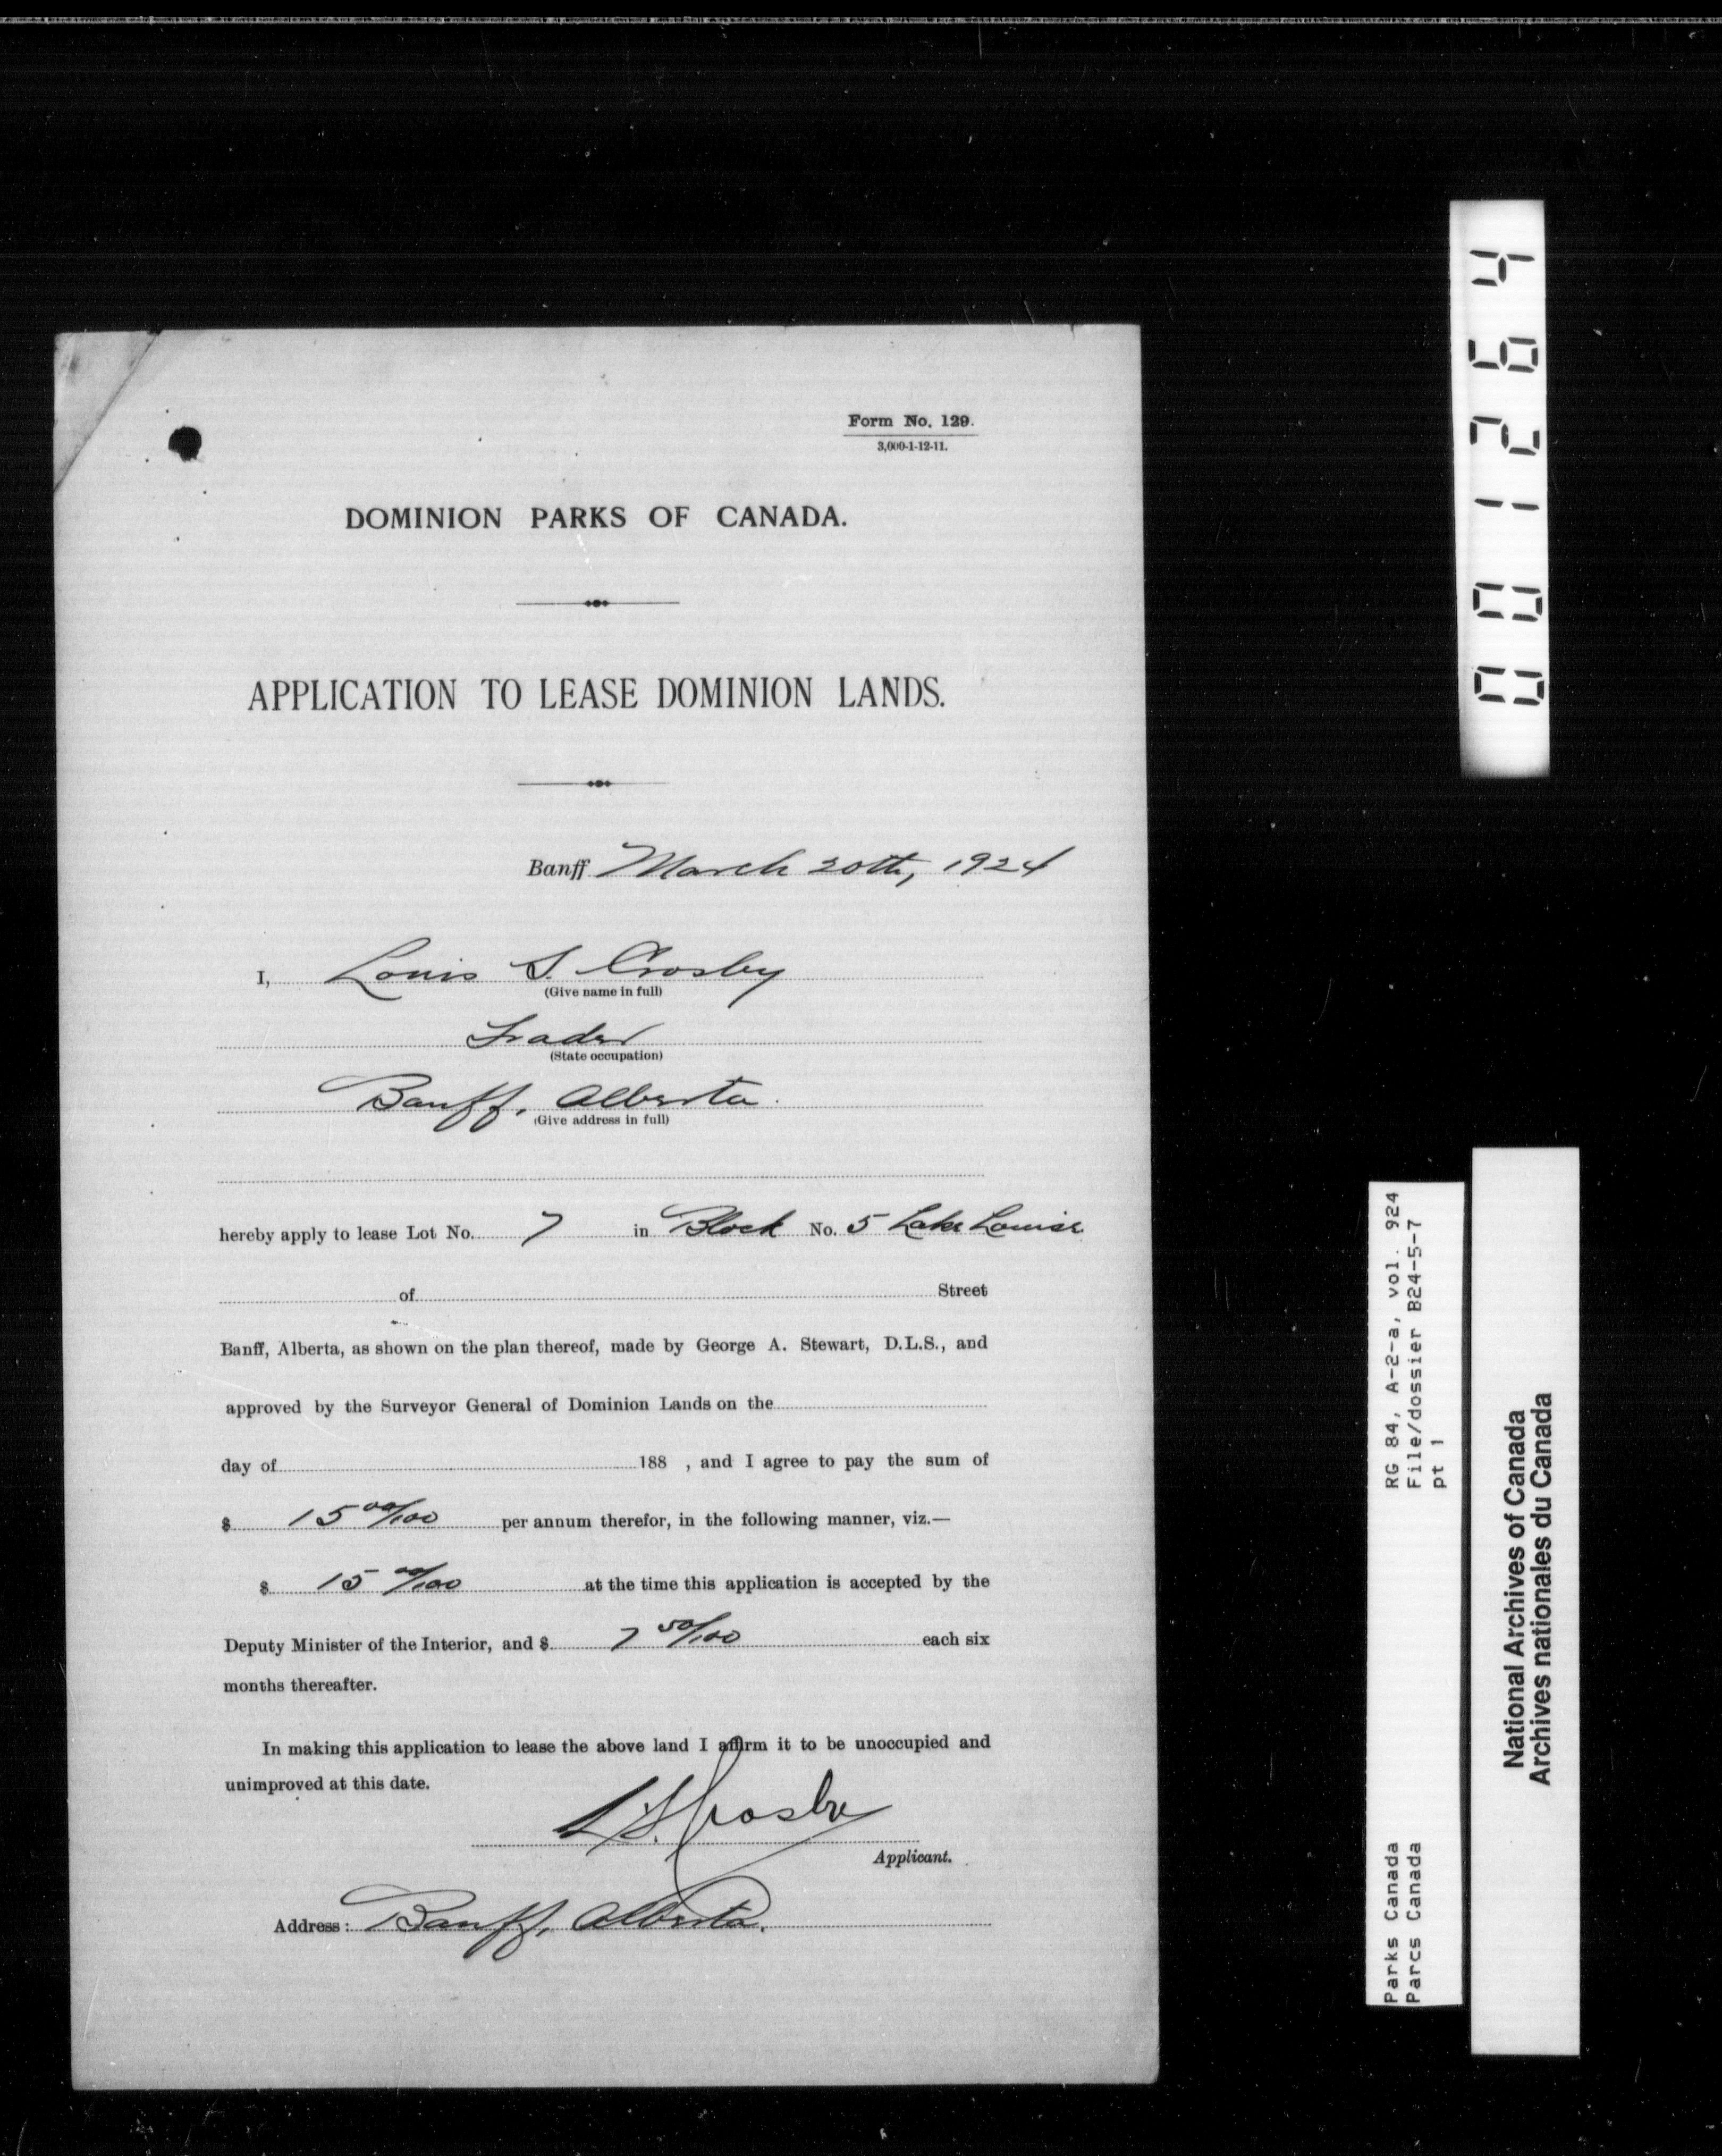 Form No. 129.
3,000-1-12-11.
DOMINION PARKS OF CANADA.
APPLICATION TO LEASE DOMINION LANDS.
Banff March 20th, 1924
I, Louis S. Crosby
(Give name in full)
Trader
(State occupation)
Banff, Alberta.
(Give address in full)
hereby apply to lease Lot No. 7 in Block No. 5 Lake Louise
of Street
Banff, Alberta, as shown on the plan thereof, made by George A. Stewart, D.L.S., and
approved by the Surveyor General of Dominion Lands on the
day of 188 , and I agree to pay the sum of
$ 15 00/100 per annum therefor, in the following manner, viz.—
$ 15 00/100 at the time this application is accepted by the
Deputy Minister of the Interior, and $ 7 50/100 each six
months thereafter.
In making this application to lease the above land I affirm it to be unoccupied and
unimproved at this date.
L S. Crosby
Applicant.
Address: Banff, Alberta.
001264
RG 84, A-2-a, vol. 924
File/dossier B24-5-7
pt 1
Parks Canada
Parcs Canada
National Archives of Canada
Archives nationales du Canada